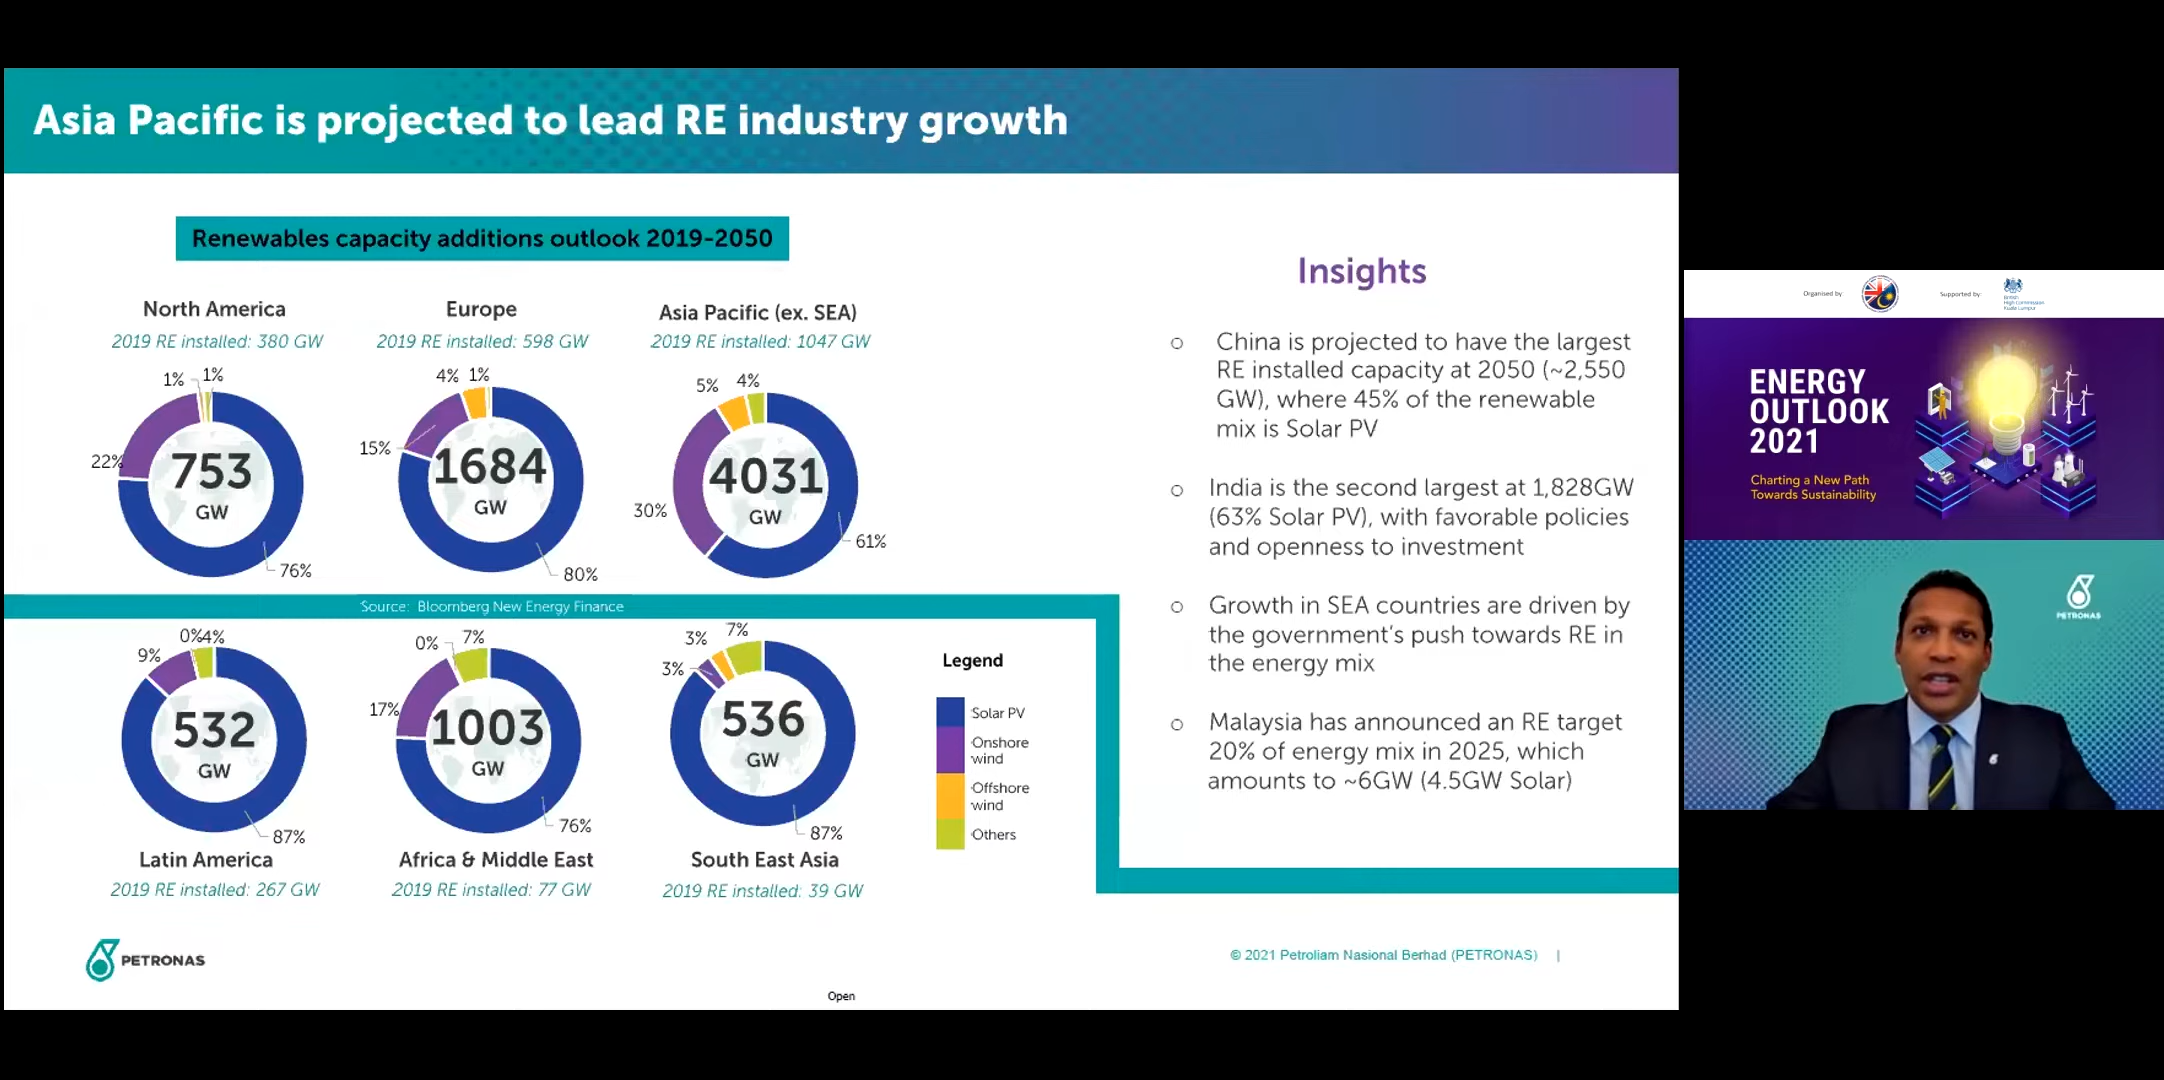 Asia Pacific is projected to lead RE industry growth
Renewables capacity additions outlook 2019-2050
North America
2019 RE installed: 380 GW
1%
1%
22%
753
GW
76%
Europe
2019 RE installed: 598 GW
4%
1%
15%
1684
GW
80%
Asia Pacific (ex. SEA)
2019 RE installed: 1047 GW
5%
4%
30%
4031
GW
61%
Source: Bloomberg New Energy Finance
0%
4%
9%
532
GW
87%
Latin America
2019 RE installed: 267 GW
0%
7%
17%
1003
GW
76%
Africa & Middle East
2019 RE installed: 77 GW
3%
7%
3%
536
GW
87%
South East Asia
2019 RE installed: 39 GW
Legend
Solar PV
Onshore
wind
Offshore
wind
Others
Insights
China is projected to have the largest
RE installed capacity at 2050 (~2,550
GW), where 45% of the renewable
mix is Solar PV
India is the second largest at 1,828GW
(63% Solar PV), with favorable policies
and openness to investment
Growth in SEA countries are driven by
the government's push towards RE in
the energy mix
Malaysia has announced an RE target
20% of energy mix in 2025, which
amounts to ~6GW (4.5GW Solar)
PETRONAS
© 2021 Petroliam Nasional Berhad (PETRONAS) |
Open
Organised by
Supported by:
British
High Commission
Kuala Lumpur
ENERGY
OUTLOOK
2021
Charting a New Path
Towards Sustainability
PETRONAS